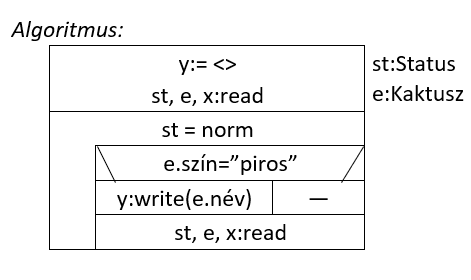 Algoritmus:
y:= <> st:Status
st, e, x:read e:Kaktusz
st = norm
e.szín=”piros”
y:write(e.név) —
st, e, x:read